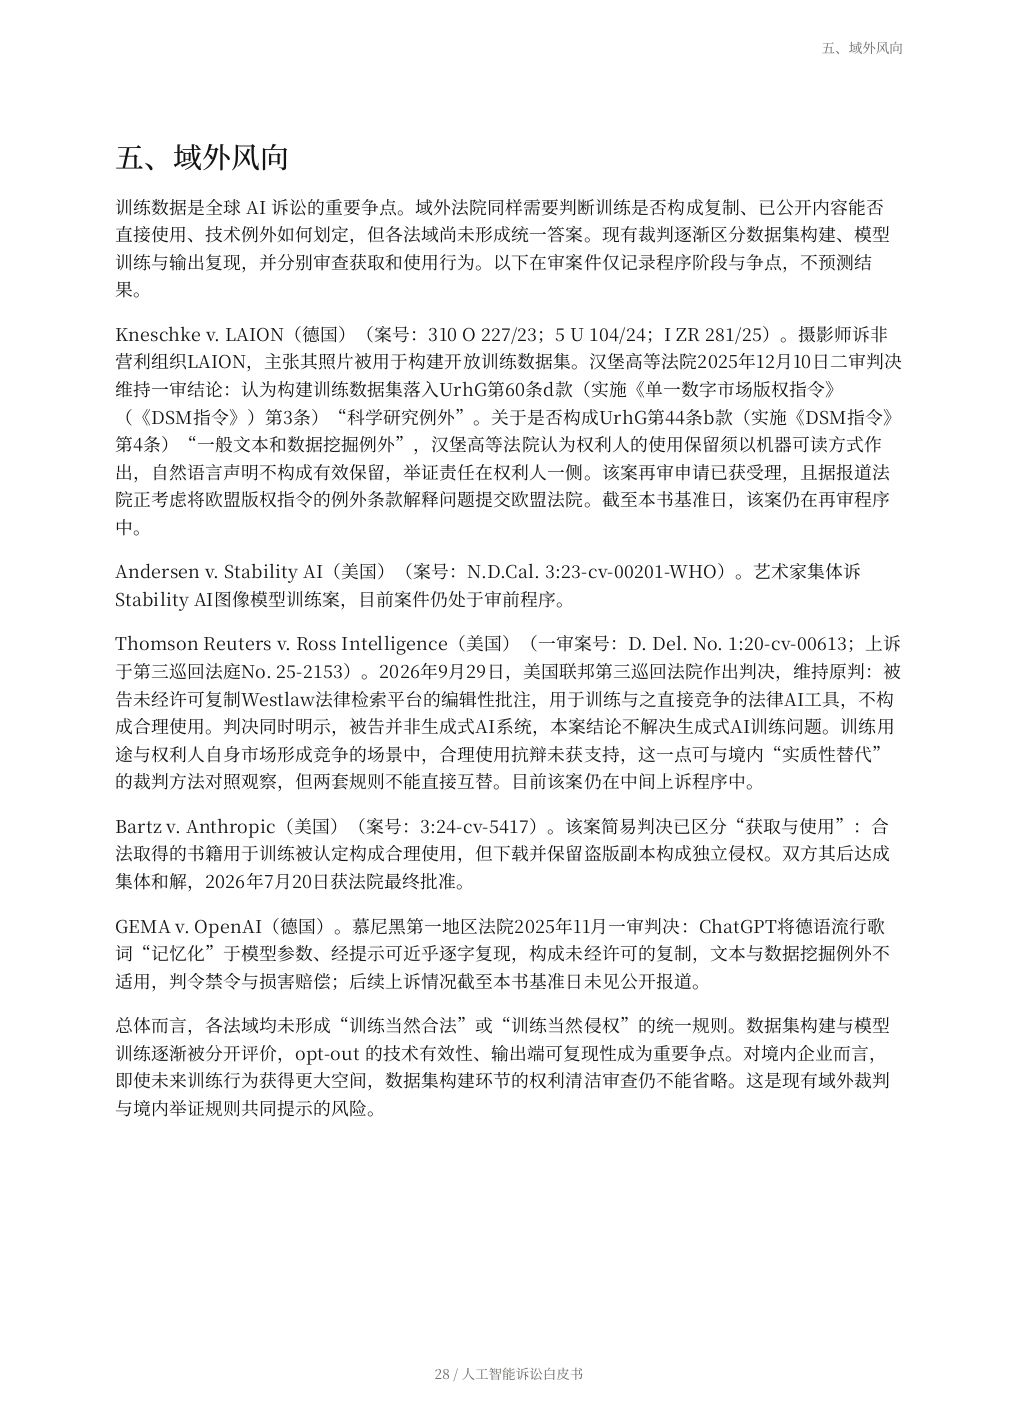 五、域外风向
五、域外风向
训练数据是全球 AI 诉讼的重要争点。域外法院同样需要判断训练是否构成复制、已公开内容能否
直接使用、技术例外如何划定，但各法域尚未形成统一答案。现有裁判逐渐区分数据集构建、模型
训练与输出复现，并分别审查获取和使用行为。以下在审案件仅记录程序阶段与争点，不预测结
果。
Kneschke v. LAION（德国）（案号：310 O 227/23；5 U 104/24；I ZR 281/25）。摄影师诉非
营利组织LAION，主张其照片被用于构建开放训练数据集。汉堡高等法院2025年12月10日二审判决
维持一审结论：认为构建训练数据集落入UrhG第60条d款（实施《单一数字市场版权指令》
（《DSM指令》）第3条）“科学研究例外”。关于是否构成UrhG第44条b款（实施《DSM指令》
第4条）“一般文本和数据挖掘例外”，汉堡高等法院认为权利人的使用保留须以机器可读方式作
出，自然语言声明不构成有效保留，举证责任在权利人一侧。该案再审申请已获受理，且据报道法
院正考虑将欧盟版权指令的例外条款解释问题提交欧盟法院。截至本书基准日，该案仍在再审程序
中。
Andersen v. Stability AI（美国）（案号：N.D.Cal. 3:23-cv-00201-WHO）。艺术家集体诉
Stability AI图像模型训练案，目前案件仍处于审前程序。
Thomson Reuters v. Ross Intelligence（美国）（一审案号：D. Del. No. 1:20-cv-00613；上诉
于第三巡回法庭No. 25-2153）。2026年9月29日，美国联邦第三巡回法院作出判决，维持原判：被
告未经许可复制Westlaw法律检索平台的编辑性批注，用于训练与之直接竞争的法律AI工具，不构
成合理使用。判决同时明示，被告并非生成式AI系统，本案结论不解决生成式AI训练问题。训练用
途与权利人自身市场形成竞争的场景中，合理使用抗辩未获支持，这一点可与境内“实质性替代”
的裁判方法对照观察，但两套规则不能直接互替。目前该案仍在中间上诉程序中。
Bartz v. Anthropic（美国）（案号：3:24-cv-5417）。该案简易判决已区分“获取与使用”：合
法取得的书籍用于训练被认定构成合理使用，但下载并保留盗版副本构成独立侵权。双方其后达成
集体和解，2026年7月20日获法院最终批准。
GEMA v. OpenAI（德国）。慕尼黑第一地区法院2025年11月一审判决：ChatGPT将德语流行歌
词“记忆化”于模型参数、经提示可近乎逐字复现，构成未经许可的复制，文本与数据挖掘例外不
适用，判令禁令与损害赔偿；后续上诉情况截至本书基准日未见公开报道。
总体而言，各法域均未形成“训练当然合法”或“训练当然侵权”的统一规则。数据集构建与模型
训练逐渐被分开评价，opt-out 的技术有效性、输出端可复现性成为重要争点。对境内企业而言，
即使未来训练行为获得更大空间，数据集构建环节的权利清洁审查仍不能省略。这是现有域外裁判
与境内举证规则共同提示的风险。
28 / 人工智能诉讼白皮书